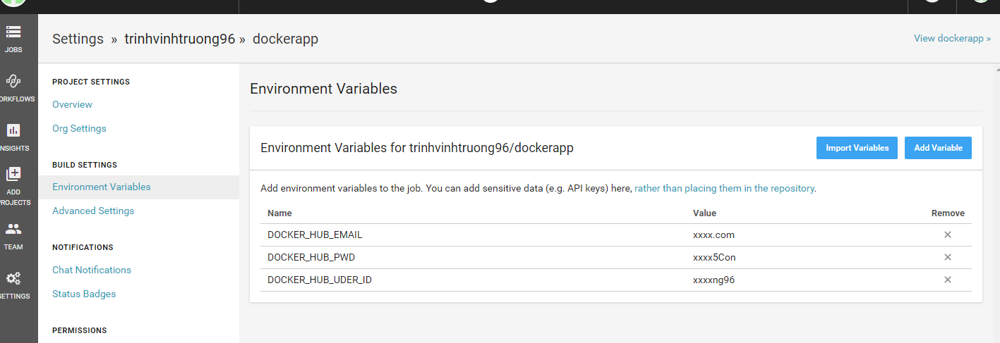 Settings » trinhvinhtruong96 » dockerapp
View dockerapp »
JOBS
ORKFLOWS
NSIGHTS
ADD
ROJECTS
TEAM
SETTINGS
PROJECT SETTINGS
Overview
Org Settings
BUILD SETTINGS
Environment Variables
Advanced Settings
NOTIFICATIONS
Chat Notifications
Status Badges
PERMISSIONS
Environment Variables
Environment Variables for trinhvinhtruong96/dockerapp
Import Variables
Add Variable
Add environment variables to the job. You can add sensitive data (e.g. API keys) here, rather than placing them in the repository.
Name Value Remove
DOCKER_HUB_EMAIL xxxx.com
DOCKER_HUB_PWD xxxx5Con
DOCKER_HUB_UDER_ID xxxxng96